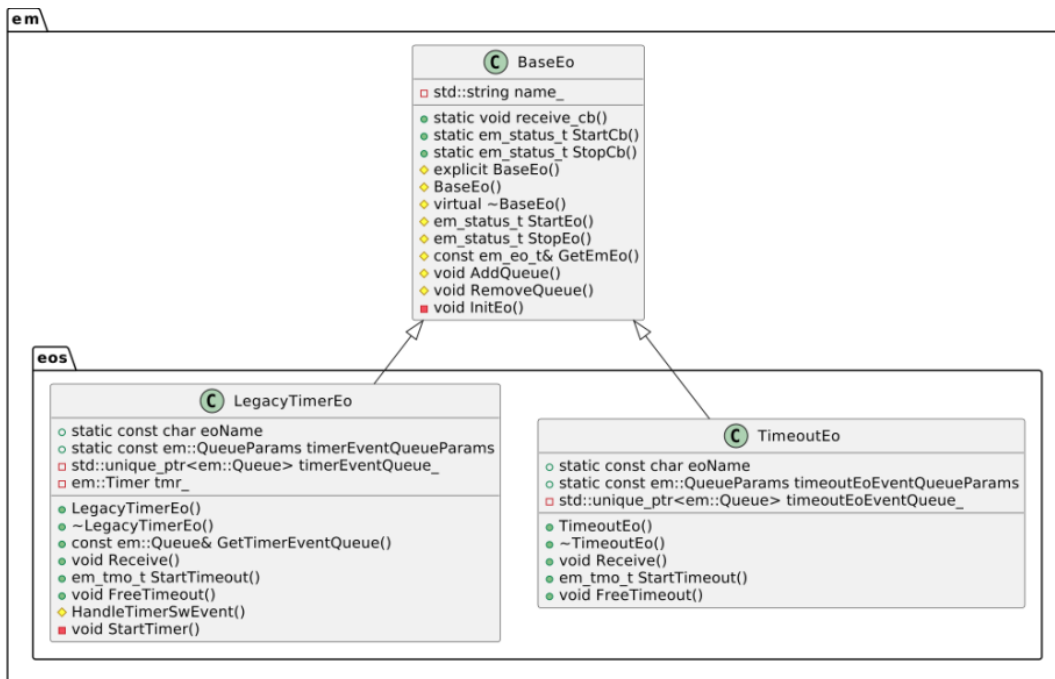 em
C BaseEo
std::string name_
static void receive_cb()
static em_status_t StartCb()
static em_status_t StopCb()
explicit BaseEo()
BaseEo()
virtual ~BaseEo()
em_status_t StartEo()
em_status_t StopEo()
const em_eo_t& GetEmEo()
void AddQueue()
void RemoveQueue()
void InitEo()
eos
C LegacyTimerEo
static const char eoName
static const em::QueueParams timerEventQueueParams
std::unique_ptr<em::Queue> timerEventQueue_
em::Timer tmr_
LegacyTimerEo()
~LegacyTimerEo()
const em::Queue& GetTimerEventQueue()
void Receive()
em_tmo_t StartTimeout()
void FreeTimeout()
HandleTimerSwEvent()
void StartTimer()
C TimeoutEo
static const char eoName
static const em::QueueParams timeoutEoEventQueueParams
std::unique_ptr<em::Queue> timeoutEoEventQueue_
TimeoutEo()
~TimeoutEo()
void Receive()
em_tmo_t StartTimeout()
void FreeTimeout()